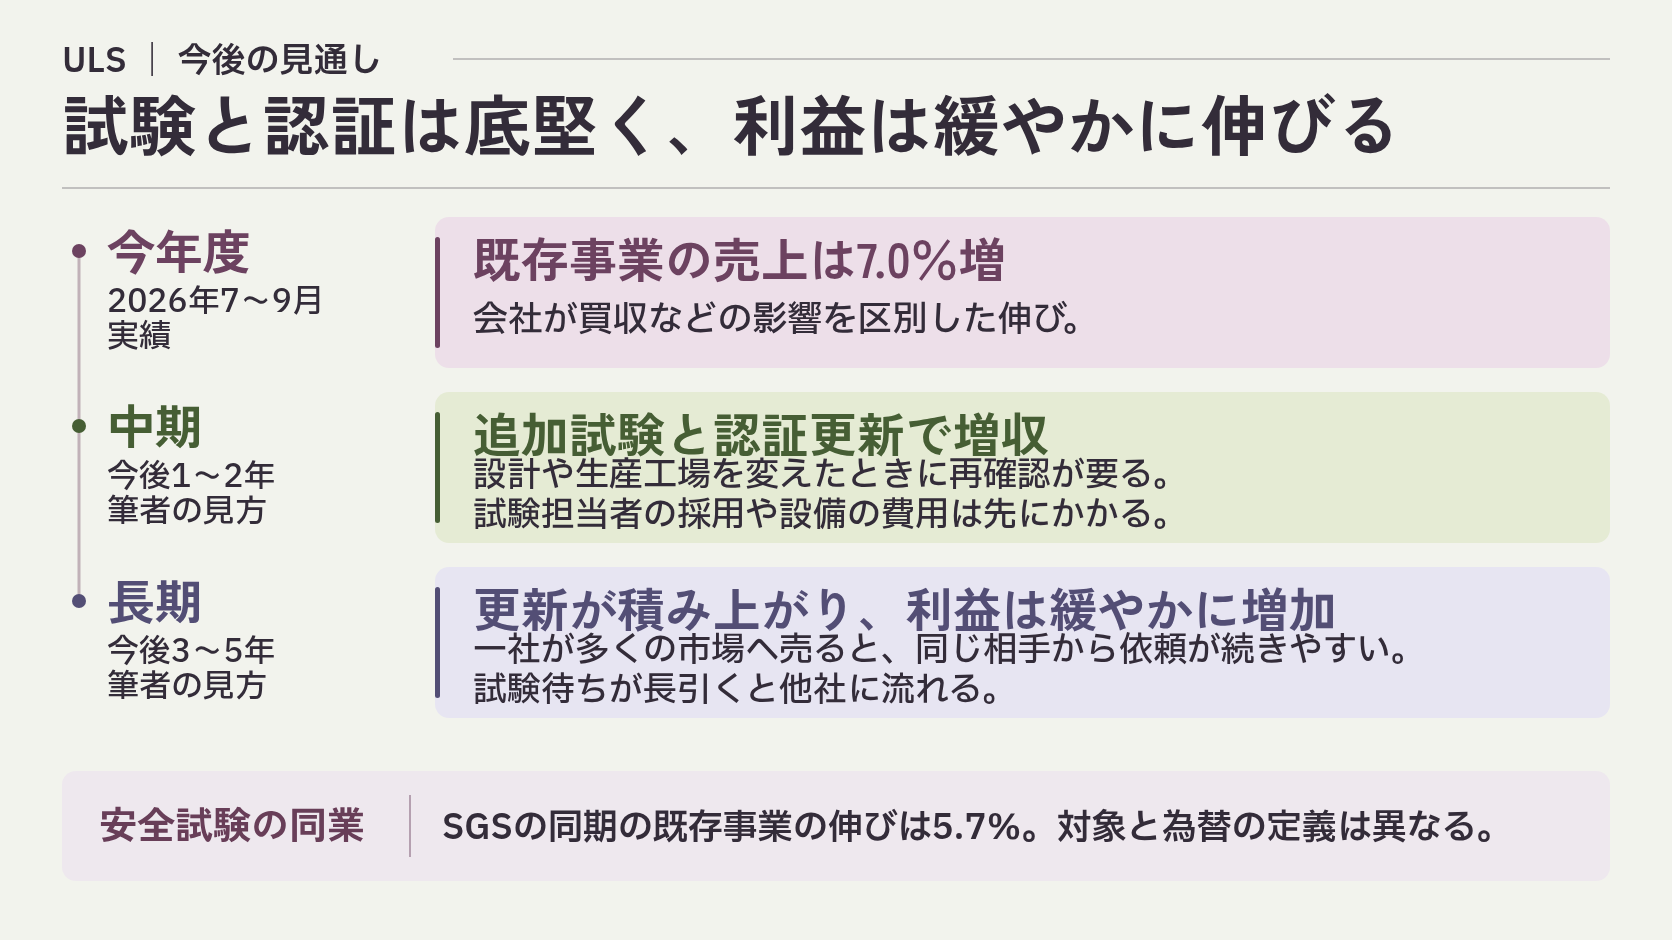 ULS｜今後の見通し
試験と認証は底堅く、利益は緩やかに伸びる
今年度
2026年7〜9月
実績
既存事業の売上は7.0%増
会社が買収などの影響を区別した伸び。
中期
今後1〜2年
筆者の見方
追加試験と認証更新で増収
設計や生産工場を変えたときに再確認が要る。
試験担当者の採用や設備の費用は先にかかる。
長期
今後3〜5年
筆者の見方
更新が積み上がり、利益は緩やかに増加
一社が多くの市場へ売ると、同じ相手から依頼が続きやすい。
試験待ちが長引くと他社に流れる。
安全試験の同業
SGSの同期の既存事業の伸びは5.7%。対象と為替の定義は異なる。